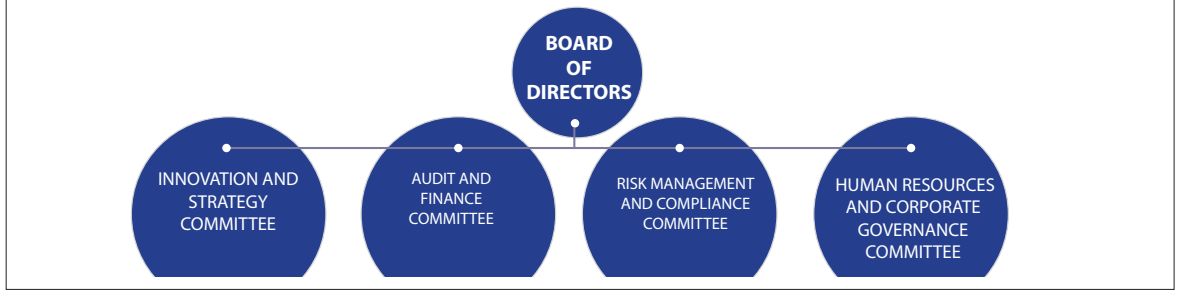 BOARD
OF
DIRECTORS
INNOVATION AND
STRATEGY
COMMITTEE
AUDIT AND
FINANCE
COMMITTEE
RISK MANAGEMENT
AND COMPLIANCE
COMMITTEE
HUMAN RESOURCES
AND CORPORATE
GOVERNANCE
COMMITTEE